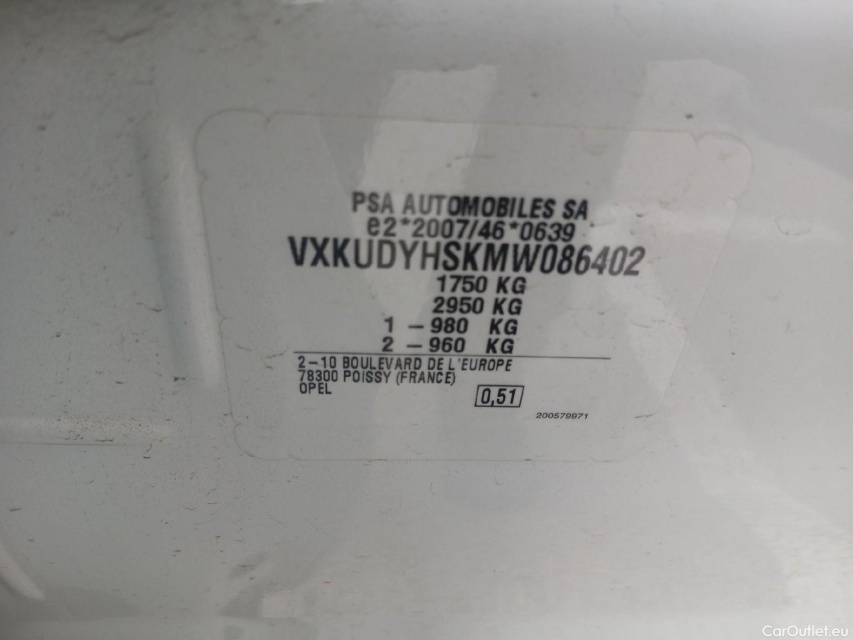 PSA AUTOMOBILES SA
e2*2007/46*0639
VXKUDYHSKMW086402
1750 KG
2950 KG
1 – 980 KG
2 – 960 KG
2–10 BOULEVARD DE L'EUROPE
78300 POISSY (FRANCE)
OPEL
0,51
200579971
CarOutlet.eu